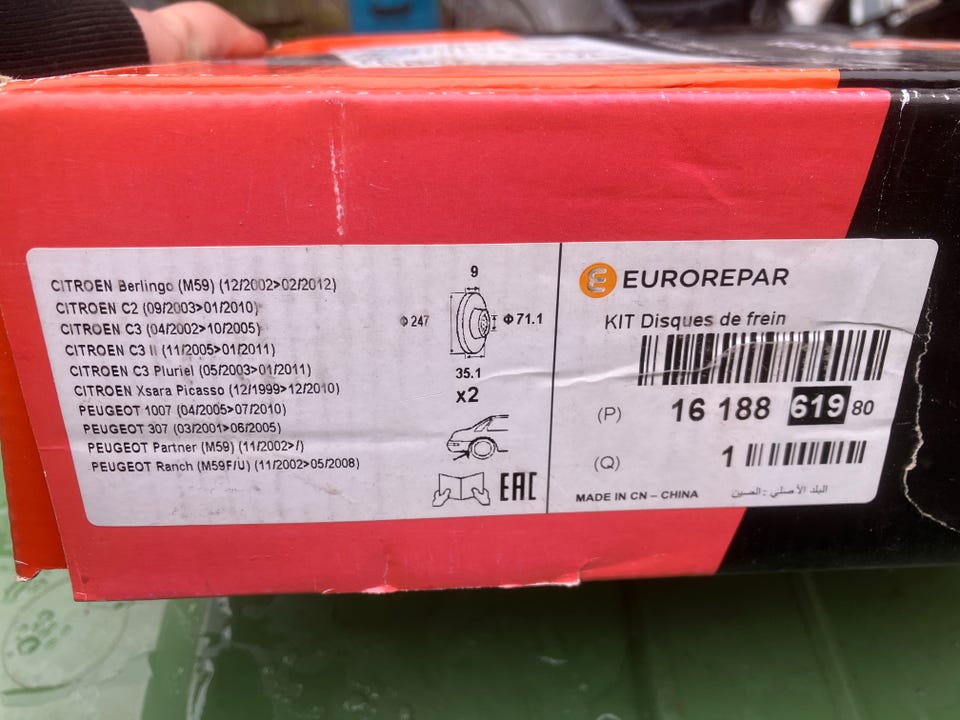 CITROEN Berlingo (M59) (12/2002>02/2012)
CITROEN C2 (09/2003>01/2010)
CITROEN C3 (04/2002>10/2005)
CITROEN C3 II (11/2005>01/2011)
CITROEN C3 Pluriel (05/2003>01/2011)
CITROEN Xsara Picasso (12/1999>12/2010)
PEUGEOT 1007 (04/2005>07/2010)
PEUGEOT 307 (03/2001>06/2005)
PEUGEOT Partner (M59) (11/2002>/)
PEUGEOT Ranch (M59F/U) (11/2002>05/2008)
9
Φ 247
Φ 71.1
35.1
x2
EAC
EUROREPAR
KIT Disques de frein
(P) 16 188 619 80
(Q) 1
MADE IN CN – CHINA
البلد الأصلي : الصين